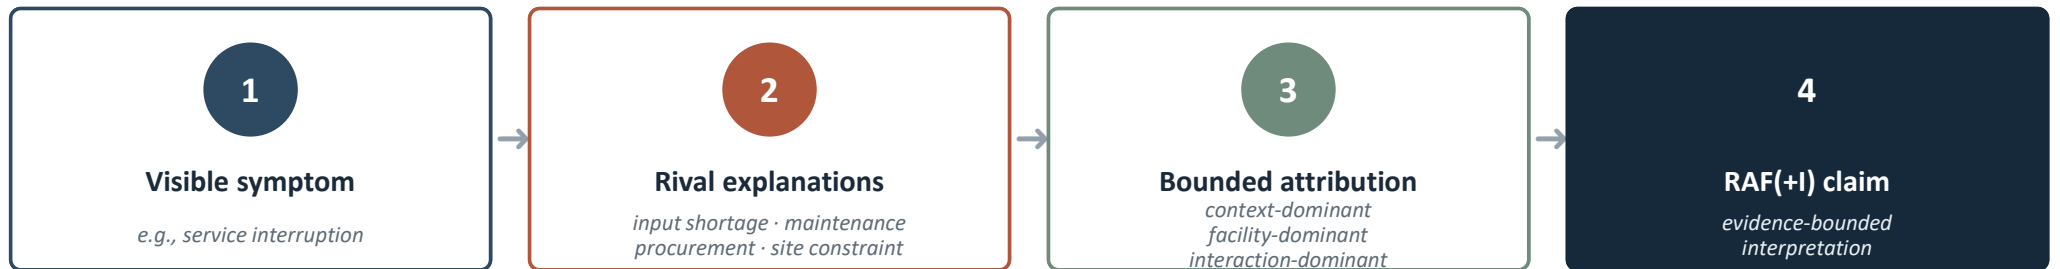 1
Visible symptom
e.g., service interruption
2
Rival explanations
input shortage · maintenance
procurement · site constraint
3
Bounded attribution
context-dominant
facility-dominant
interaction-dominant
4
RAF(+I) claim
evidence-bounded
interpretation